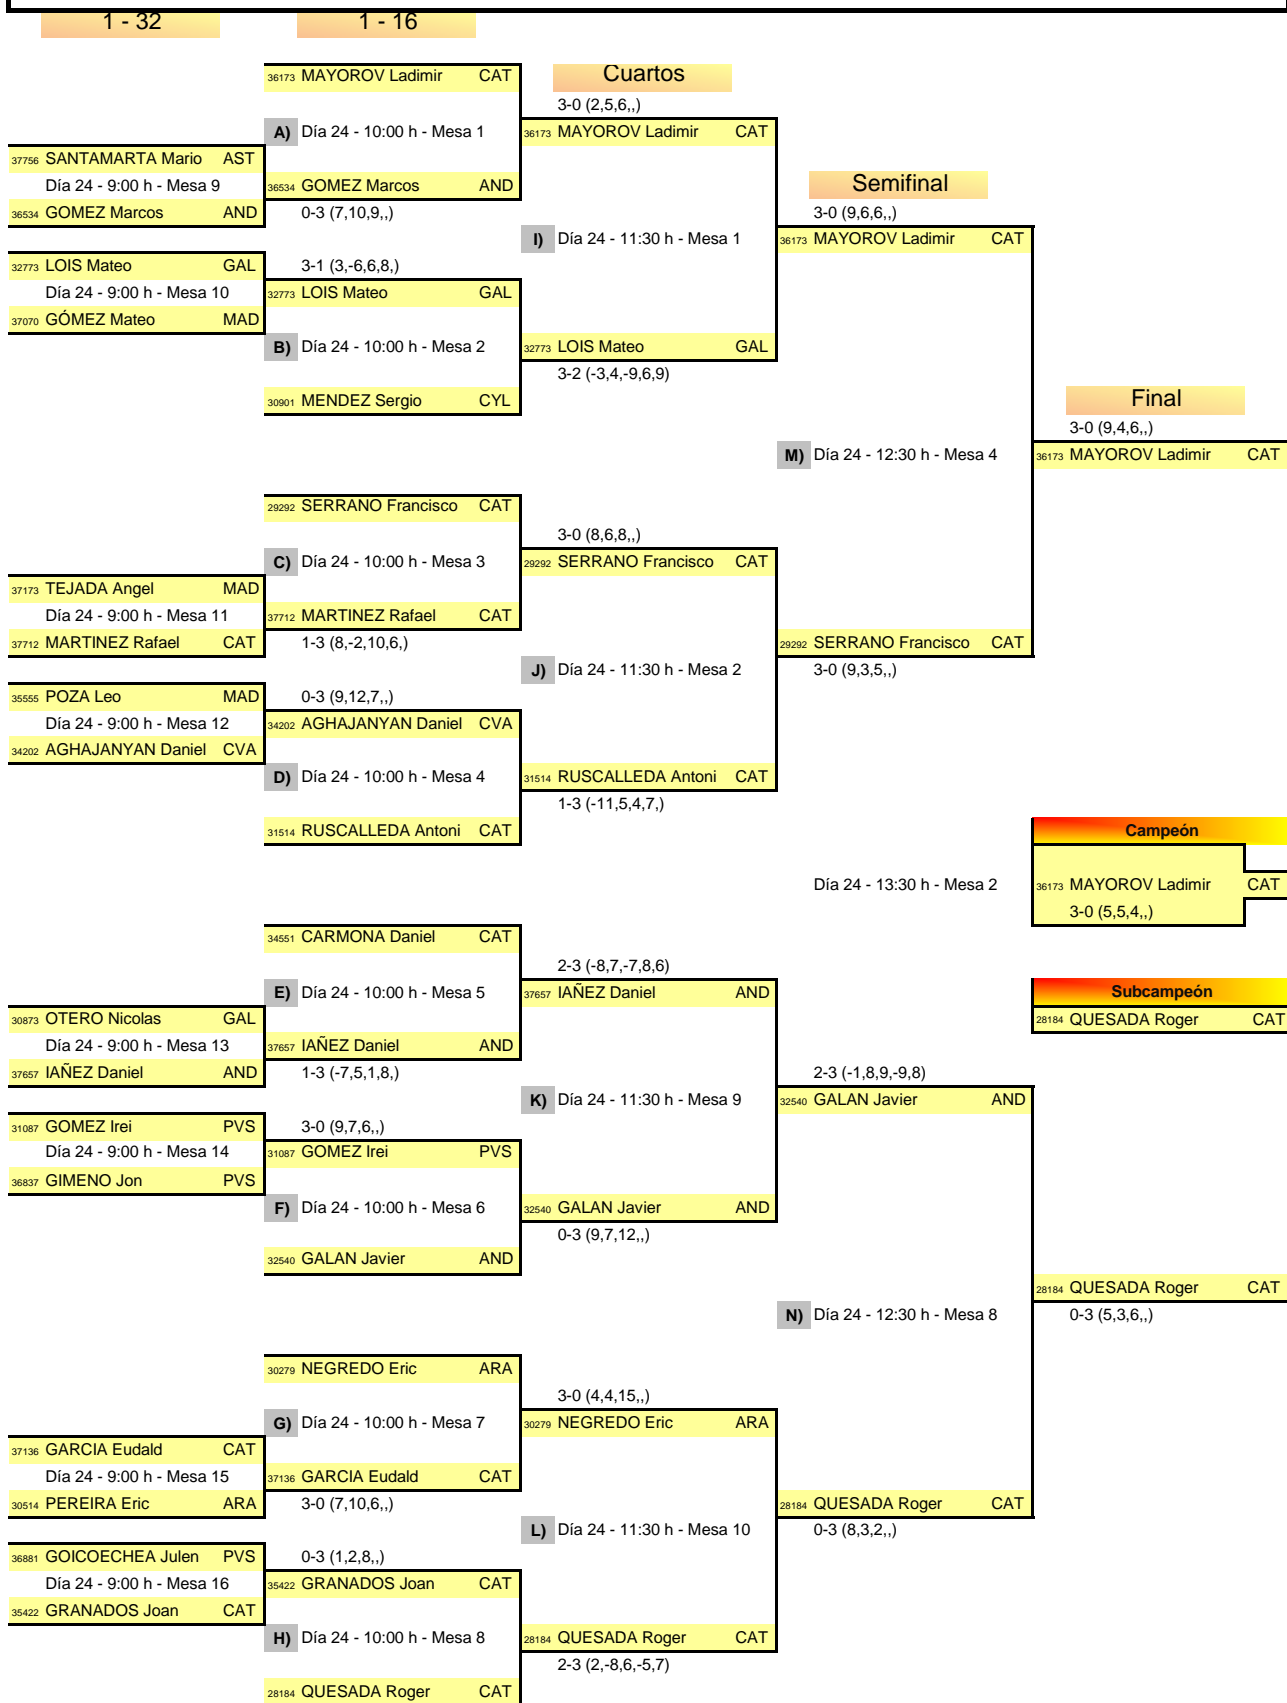 1 - 32
1 - 16
36173 MAYOROV Ladimir CAT
Cuartos
3-0 (2,5,6,,)
A) Día 24 - 10:00 h - Mesa 1
36173 MAYOROV Ladimir CAT
37756 SANTAMARTA Mario AST
Día 24 - 9:00 h - Mesa 9
36534 GOMEZ Marcos AND
Semifinal
36534 GOMEZ Marcos AND
0-3 (7,10,9,,)
3-0 (9,6,6,,)
I) Día 24 - 11:30 h - Mesa 1
36173 MAYOROV Ladimir CAT
32773 LOIS Mateo GAL
3-1 (3,-6,6,8,)
Día 24 - 9:00 h - Mesa 10
32773 LOIS Mateo GAL
37070 GÓMEZ Mateo MAD
B) Día 24 - 10:00 h - Mesa 2
32773 LOIS Mateo GAL
3-2 (-3,4,-9,6,9)
30901 MENDEZ Sergio CYL
Final
3-0 (9,4,6,,)
M) Día 24 - 12:30 h - Mesa 4
36173 MAYOROV Ladimir CAT
29292 SERRANO Francisco CAT
3-0 (8,6,8,,)
C) Día 24 - 10:00 h - Mesa 3
29292 SERRANO Francisco CAT
37173 TEJADA Angel MAD
Día 24 - 9:00 h - Mesa 11
37712 MARTINEZ Rafael CAT
37712 MARTINEZ Rafael CAT
1-3 (8,-2,10,6,)
29292 SERRANO Francisco CAT
J) Día 24 - 11:30 h - Mesa 2
3-0 (9,3,5,,)
35555 POZA Leo MAD
0-3 (9,12,7,,)
Día 24 - 9:00 h - Mesa 12
34202 AGHAJANYAN Daniel CVA
34202 AGHAJANYAN Daniel CVA
D) Día 24 - 10:00 h - Mesa 4
31514 RUSCALLEDA Antoni CAT
1-3 (-11,5,4,7,)
31514 RUSCALLEDA Antoni CAT
Campeón
Día 24 - 13:30 h - Mesa 2
36173 MAYOROV Ladimir CAT
3-0 (5,5,4,,)
34551 CARMONA Daniel CAT
2-3 (-8,7,-7,8,6)
E) Día 24 - 10:00 h - Mesa 5
37657 IAÑEZ Daniel AND
Subcampeón
28184 QUESADA Roger CAT
30873 OTERO Nicolas GAL
Día 24 - 9:00 h - Mesa 13
37657 IAÑEZ Daniel AND
37657 IAÑEZ Daniel AND
1-3 (-7,5,1,8,)
2-3 (-1,8,9,-9,8)
K) Día 24 - 11:30 h - Mesa 9
32540 GALAN Javier AND
31087 GOMEZ Irei PVS
3-0 (9,7,6,,)
Día 24 - 9:00 h - Mesa 14
31087 GOMEZ Irei PVS
36837 GIMENO Jon PVS
F) Día 24 - 10:00 h - Mesa 6
32540 GALAN Javier AND
0-3 (9,7,12,,)
32540 GALAN Javier AND
28184 QUESADA Roger CAT
N) Día 24 - 12:30 h - Mesa 8
0-3 (5,3,6,,)
30279 NEGREDO Eric ARA
3-0 (4,4,15,,)
G) Día 24 - 10:00 h - Mesa 7
30279 NEGREDO Eric ARA
37136 GARCIA Eudald CAT
Día 24 - 9:00 h - Mesa 15
37136 GARCIA Eudald CAT
30514 PEREIRA Eric ARA
3-0 (7,10,6,,)
28184 QUESADA Roger CAT
L) Día 24 - 11:30 h - Mesa 10
0-3 (8,3,2,,)
36881 GOICOECHEA Julen PVS
0-3 (1,2,8,,)
Día 24 - 9:00 h - Mesa 16
35422 GRANADOS Joan CAT
35422 GRANADOS Joan CAT
H) Día 24 - 10:00 h - Mesa 8
28184 QUESADA Roger CAT
2-3 (2,-8,6,-5,7)
28184 QUESADA Roger CAT